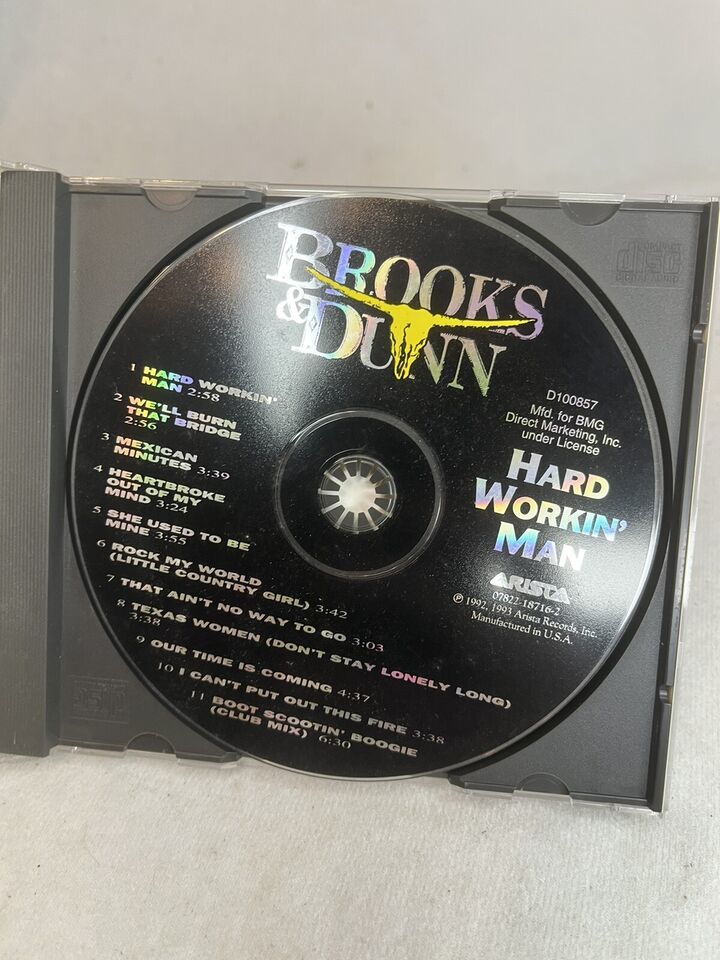 BROOKS
& DUNN
1 HARD WORKIN'
MAN 2:58
2 WE'LL BURN
THAT BRIDGE
2:56
3 MEXICAN
MINUTES 3:39
4 HEARTBROKE
OUT OF MY
MIND 3:24
5 SHE USED TO BE
MINE 3:55
6 ROCK MY WORLD
(LITTLE COUNTRY GIRL) 3:42
7 THAT AIN'T NO WAY TO GO 3:03
8 TEXAS WOMEN (DON'T STAY LONELY LONG)
3:38
9 OUR TIME IS COMING 4:37
10 I CAN'T PUT OUT THIS FIRE 3:38
11 BOOT SCOOTIN' BOOGIE
(CLUB MIX) 6:30
D100857
Mfd. for BMG
Direct Marketing, Inc.
under License
HARD
WORKIN'
MAN
ARISTA
07822-18716-2
℗ 1992, 1993 Arista Records, Inc.
Manufactured in U.S.A.